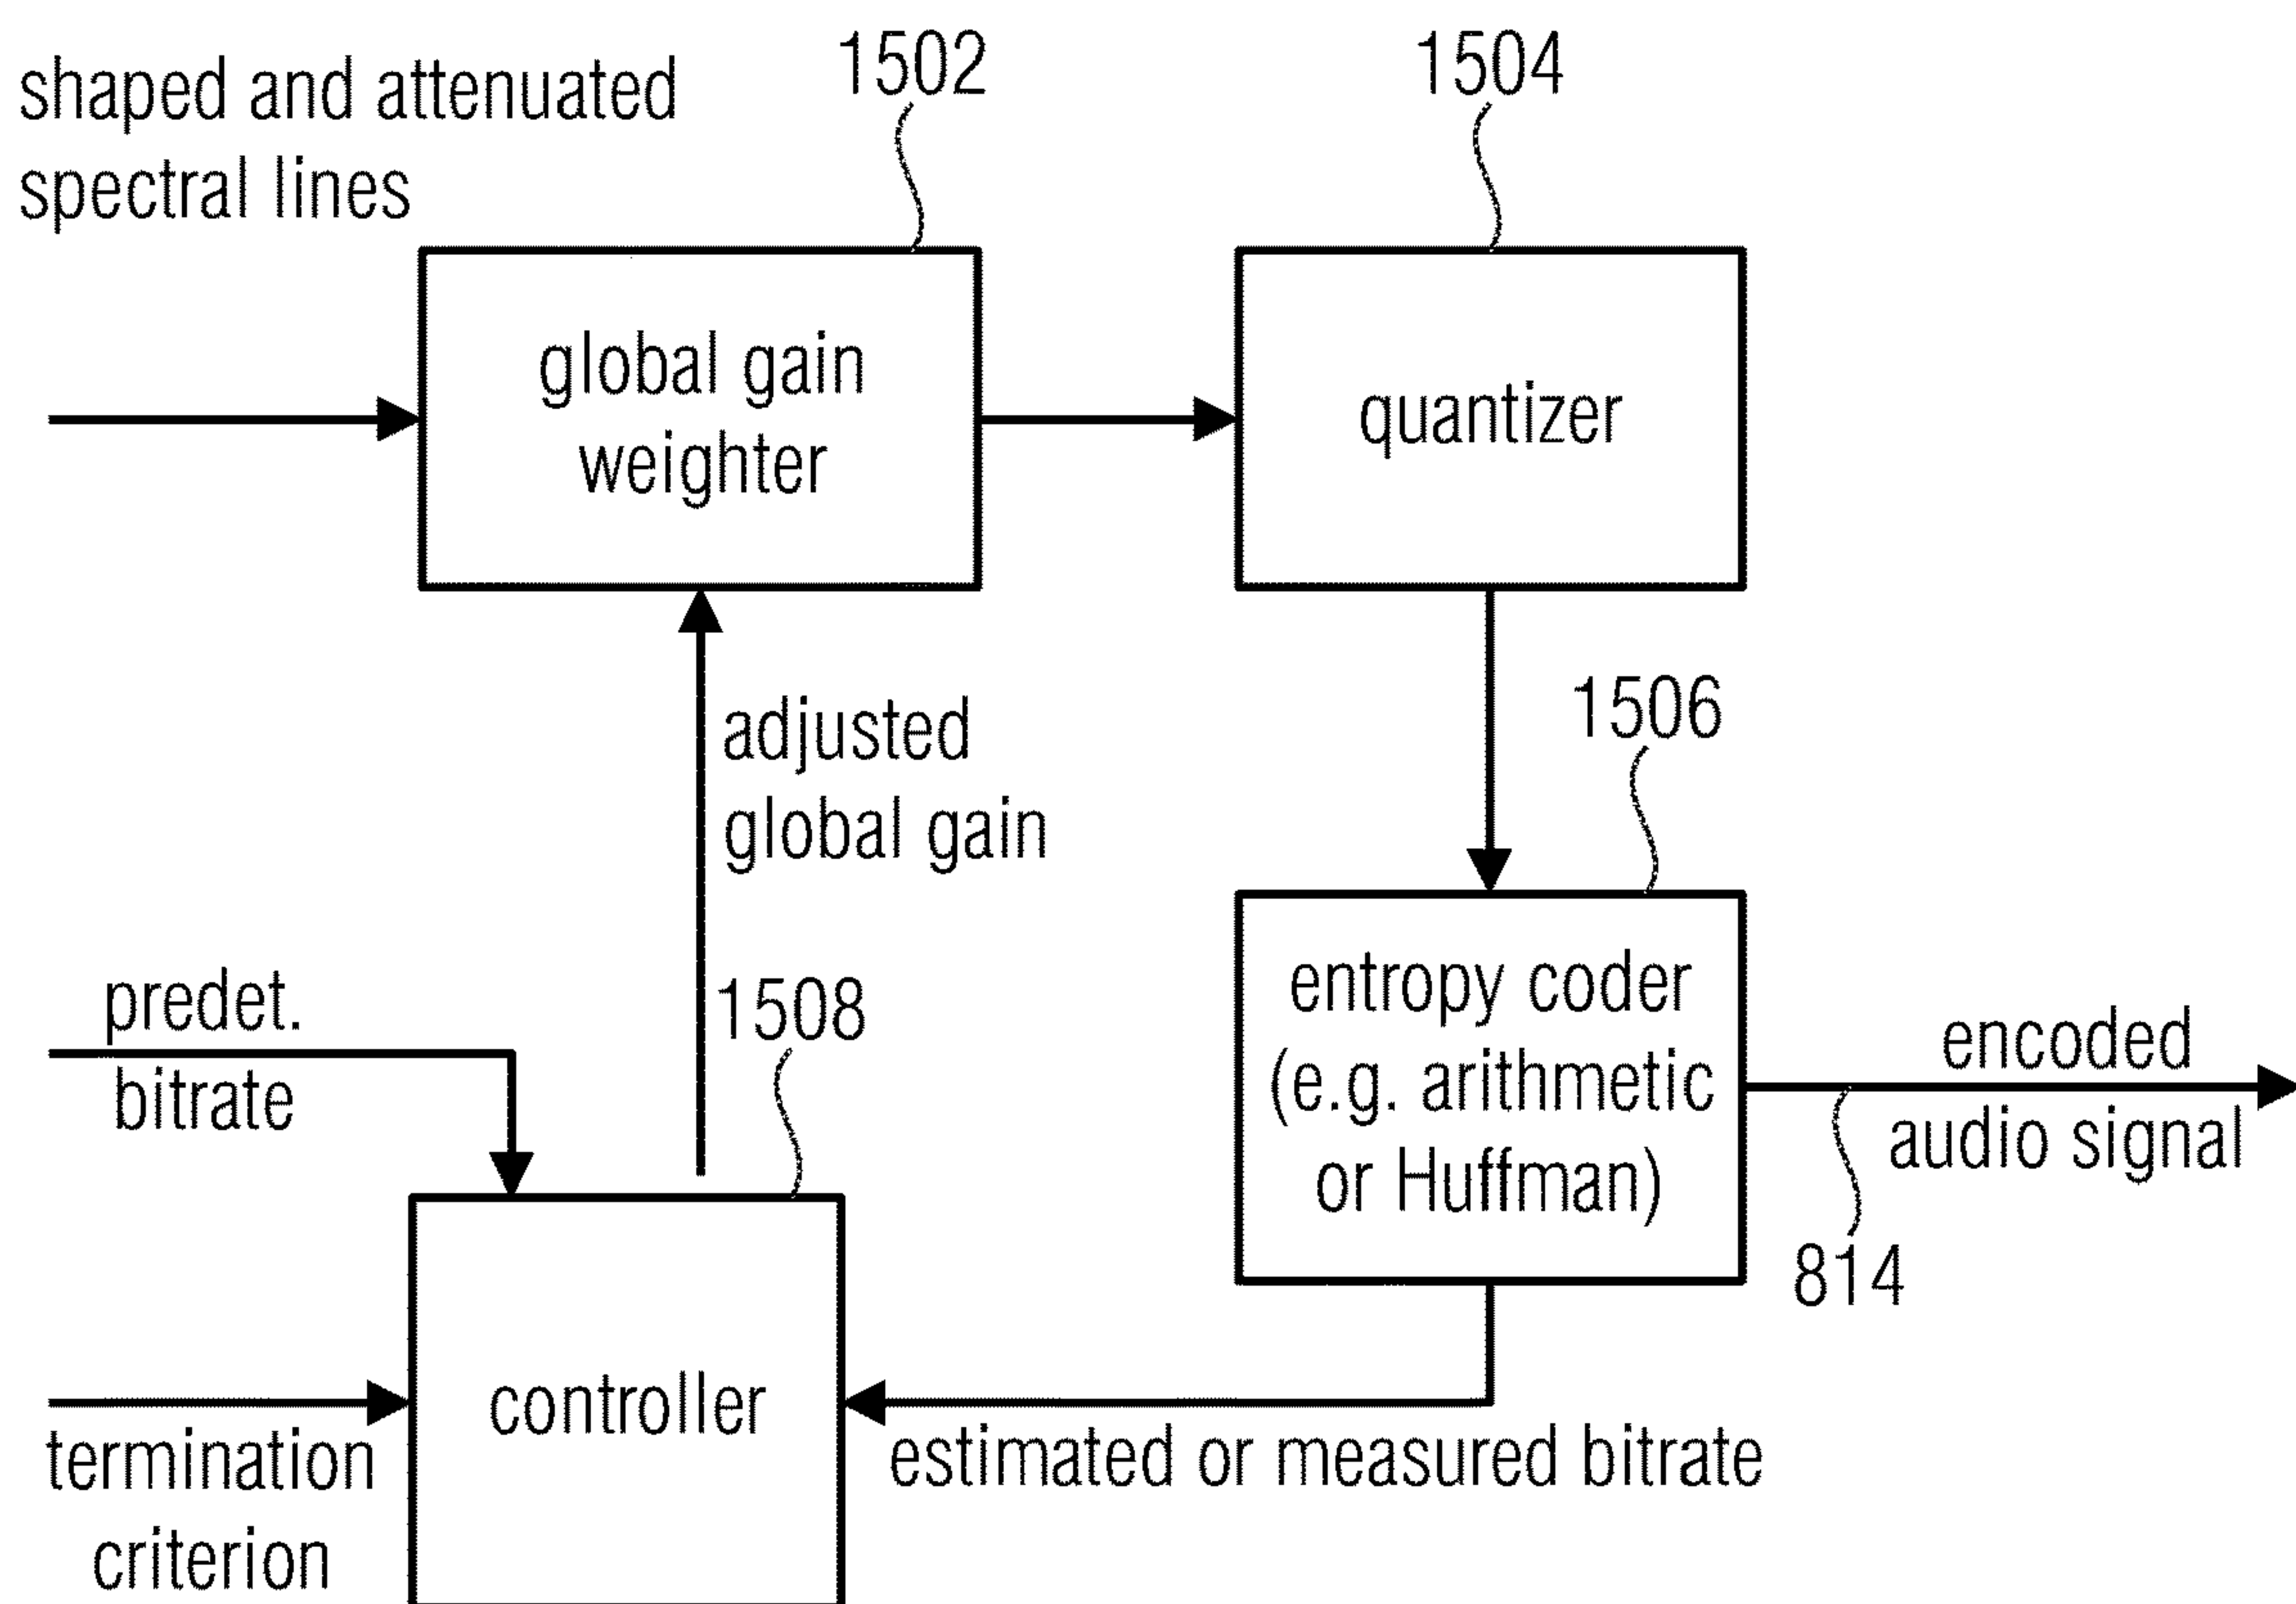 shaped and attenuated
spectral lines
1502
1504
global gain
weighter
quantizer
adjusted
global gain
1506
predet.
bitrate
1508
entropy coder
(e.g. arithmetic
or Huffman)
encoded
audio signal
814
termination
criterion
controller
estimated or measured bitrate